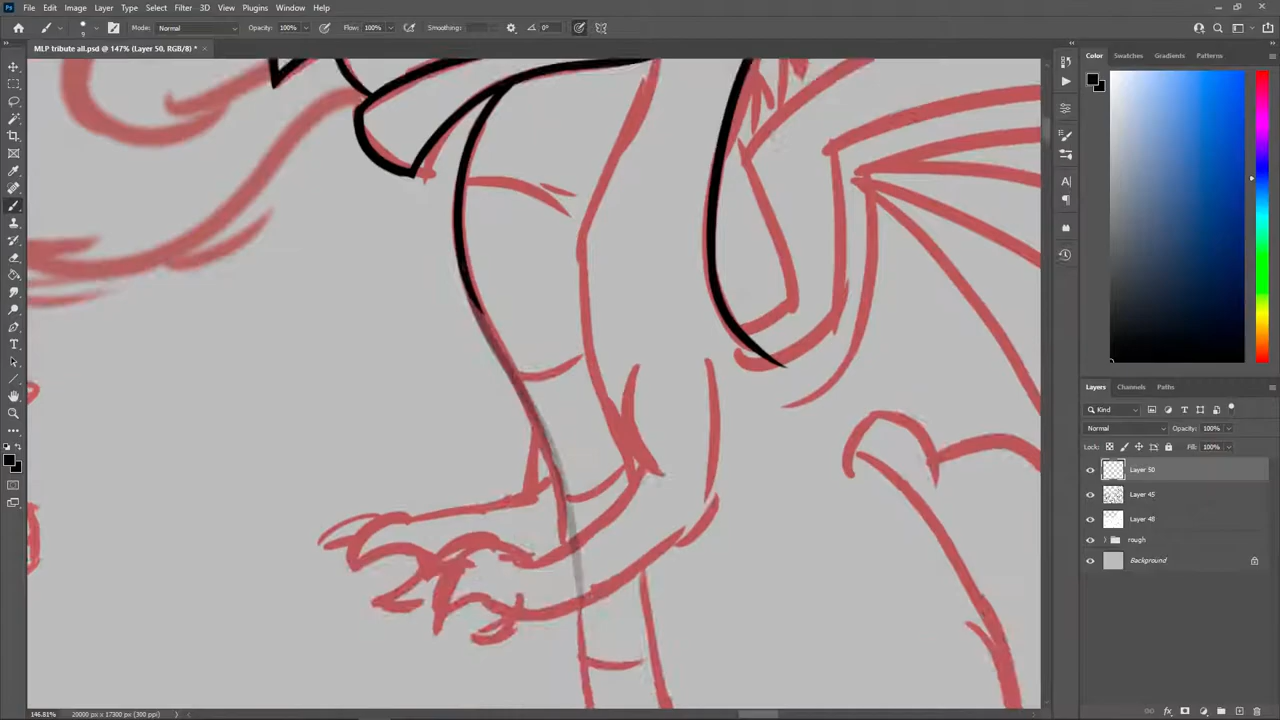 Ps File Edit Image Layer Type Select Filter 3D View Plugins Window Help
Mode: Normal Opacity: 100% Flow: 100% Smoothing: 0°
MLP tribute all.psd @ 147% (Layer 50, RGB/8) *
Color Swatches Gradients Patterns
Layers Channels Paths
Kind
Normal Opacity: 100%
Lock: Fill: 100%
Layer 50
Layer 45
Layer 48
rough
Background
146.81% 20000 px x 17300 px (300 ppi)